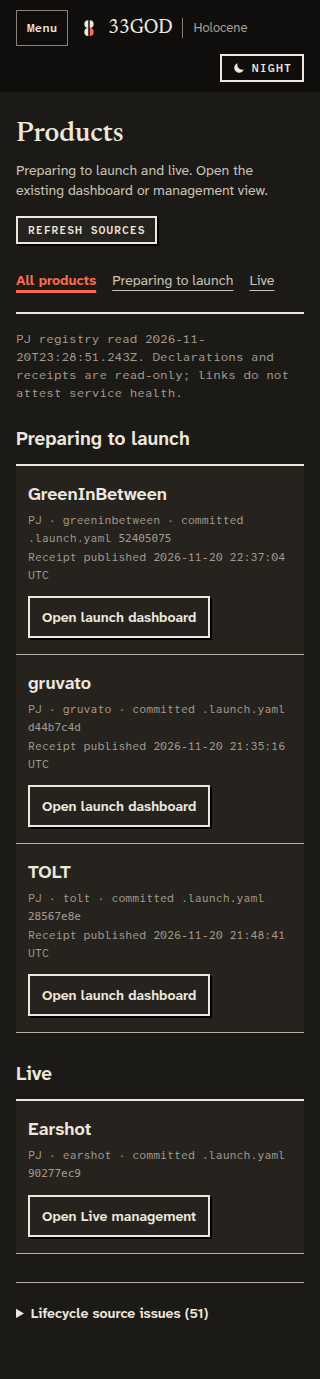 Menu
33GOD
Holocene
NIGHT
Products
Preparing to launch and live. Open the
existing dashboard or management view.
REFRESH SOURCES
All products
Preparing to launch
Live
PJ registry read 2026-11-
20T23:28:51.243Z. Declarations and
receipts are read-only; links do not
attest service health.
Preparing to launch
GreenInBetween
PJ · greeninbetween · committed
.launch.yaml 52405075
Receipt published 2026-11-20 22:37:04
UTC
Open launch dashboard
gruvato
PJ · gruvato · committed .launch.yaml
d44b7c4d
Receipt published 2026-11-20 21:35:16
UTC
Open launch dashboard
TOLT
PJ · tolt · committed .launch.yaml
28567e8e
Receipt published 2026-11-20 21:48:41
UTC
Open launch dashboard
Live
Earshot
PJ · earshot · committed .launch.yaml
90277ec9
Open Live management
Lifecycle source issues (51)